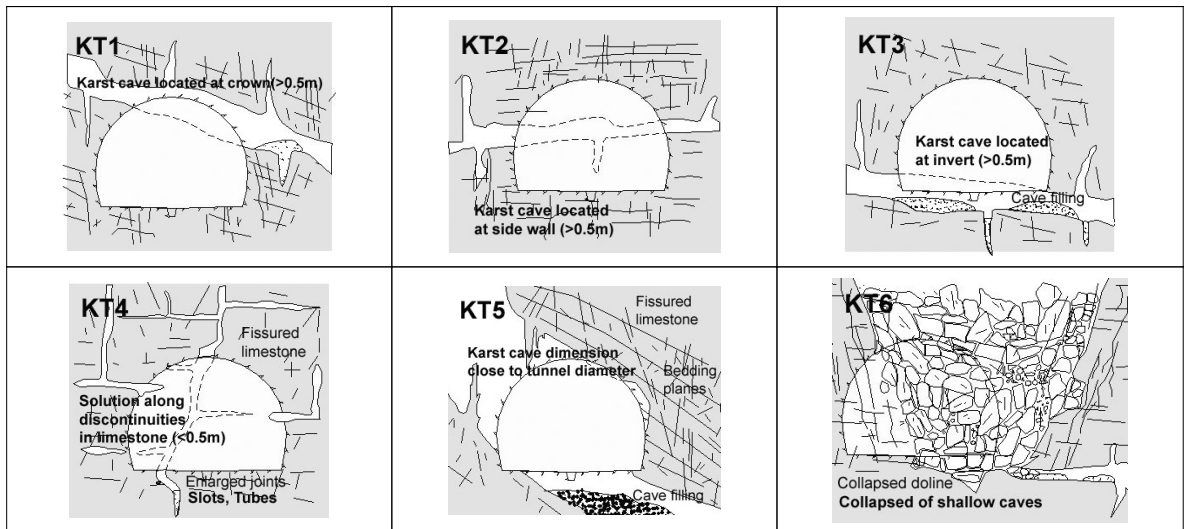 KT1
Karst cave located at crown(>0.5m)
KT2
Karst cave located
at side wall (>0.5m)
KT3
Karst cave located
at invert (>0.5m)
Cave filling
KT4
Fissured
limestone
Solution along
discontinuities
in limestone (<0.5m)
Enlarged joints
Slots, Tubes
KT5
Fissured
limestone
Karst cave dimension
close to tunnel diameter
Bedding
planes
Cave filling
KT6
Collapsed doline
Collapsed of shallow caves